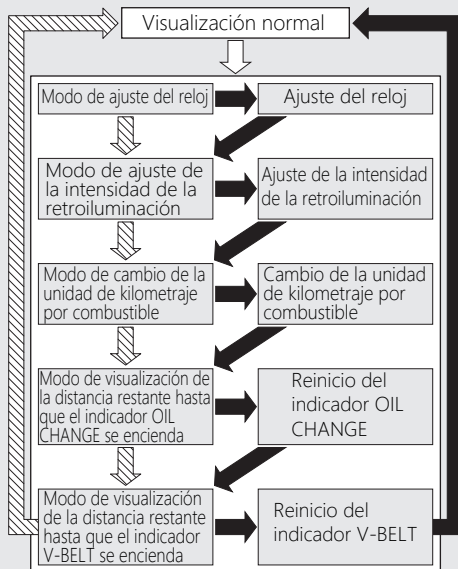 Visualización normal
Modo de ajuste del reloj
Ajuste del reloj
Modo de ajuste de
la intensidad de la
retroiluminación
Ajuste de la intensidad
de la retroiluminación
Modo de cambio de la
unidad de kilometraje
por combustible
Cambio de la unidad
de kilometraje por
combustible
Modo de visualización de
la distancia restante hasta
que el indicador OIL
CHANGE se encienda
Reinicio del
indicador OIL
CHANGE
Modo de visualización
de la distancia restante
hasta que el indicador
V-BELT se encienda
Reinicio del
indicador V-BELT